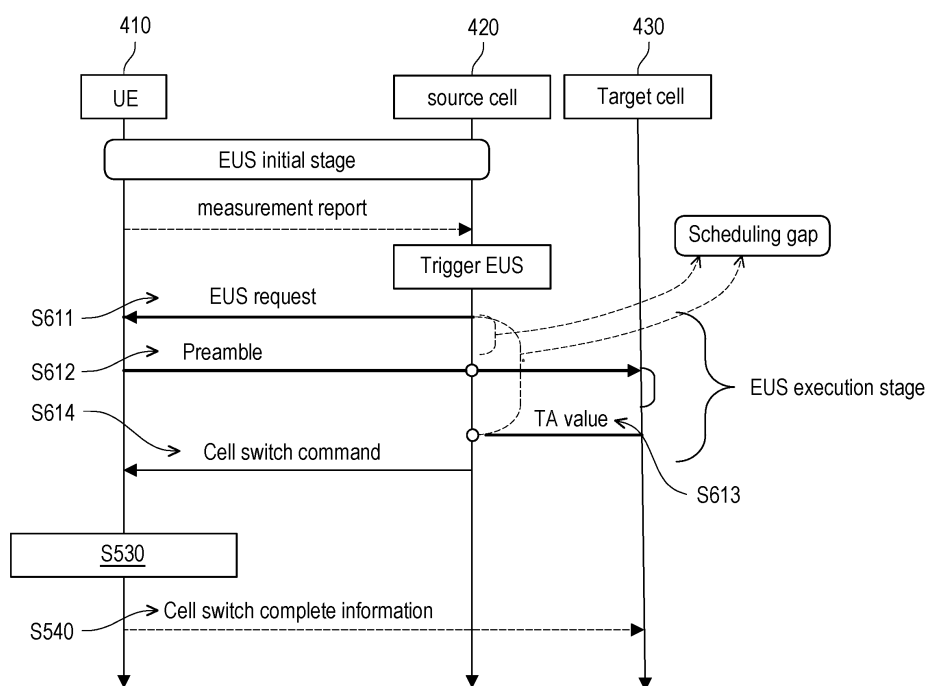 410
420
430
UE
source cell
Target cell
EUS initial stage
measurement report
Scheduling gap
Trigger EUS
EUS request
S611
Preamble
S612
EUS execution stage
S614
TA value
Cell switch command
S613
S530
Cell switch complete information
S540